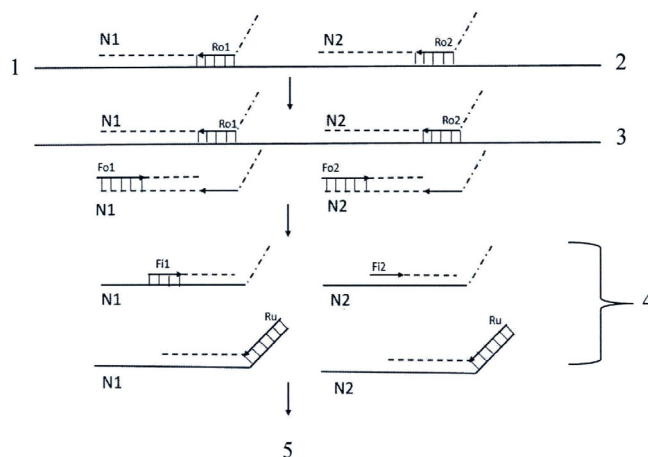 N1 Ro1 N2 Ro2
1 2
N1 Ro1 N2 Ro2
3
Fo1 Fo2
N1 N2
Fi1 Fi2
N1 N2
4
Ru Ru
N1 N2
5